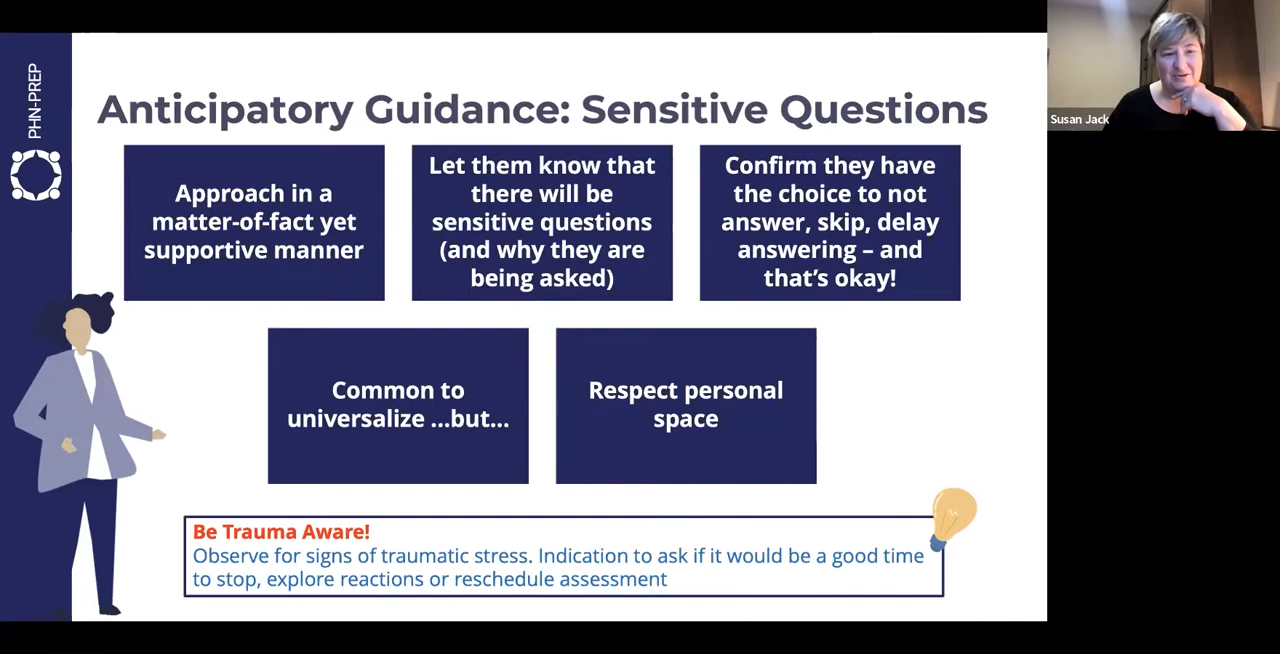 PHN-PREP
Anticipatory Guidance: Sensitive Questions
Approach in a
matter-of-fact yet
supportive manner
Let them know that
there will be
sensitive questions
(and why they are
being asked)
Confirm they have
the choice to not
answer, skip, delay
answering – and
that’s okay!
Common to
universalize ...but...
Respect personal
space
Be Trauma Aware!
Observe for signs of traumatic stress. Indication to ask if it would be a good time
to stop, explore reactions or reschedule assessment
Susan Jack